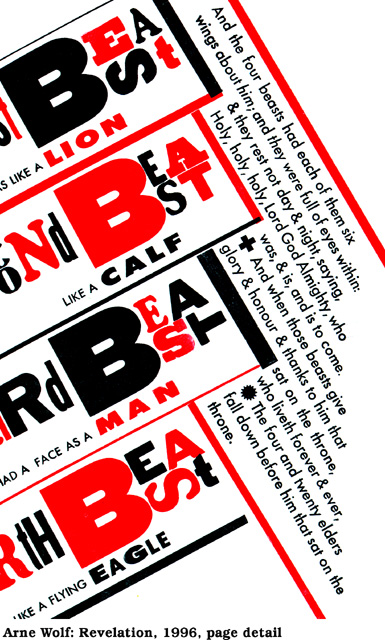 st BEASt
AS LIKE A LION
coNd BEAST
LIKE A CALF
Rd BEAST
HAD A FACE AS A MAN
RtH BEASt
LIKE A FLYING EAGLE
And the four beasts had each of them six
wings about him; and they were full of eyes within:
& they rest not day & night saying,
Holy, holy, holy, Lord God Almighty, who
was, & is, and is to come.
✚ And when those beasts give
glory & honour & thanks to him that
sat on the throne,
who liveth forever & ever,
✹ The four and twenty elders
fall down before him that sat on the
throne.
Arne Wolf: Revelation, 1996, page detail